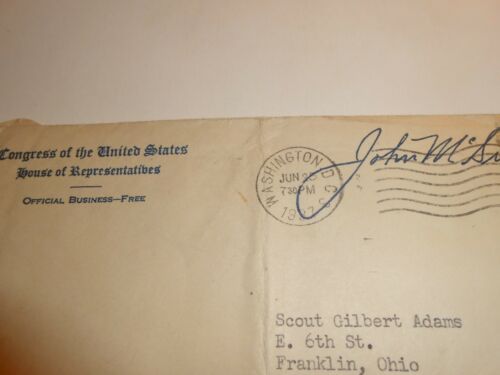 Congress of the United States
House of Representatives
OFFICIAL BUSINESS—FREE
WASHINGTON, D.C.
JUN
7 30 PM
John
Scout Gilbert Adams
E. 6th St.
Franklin, Ohio